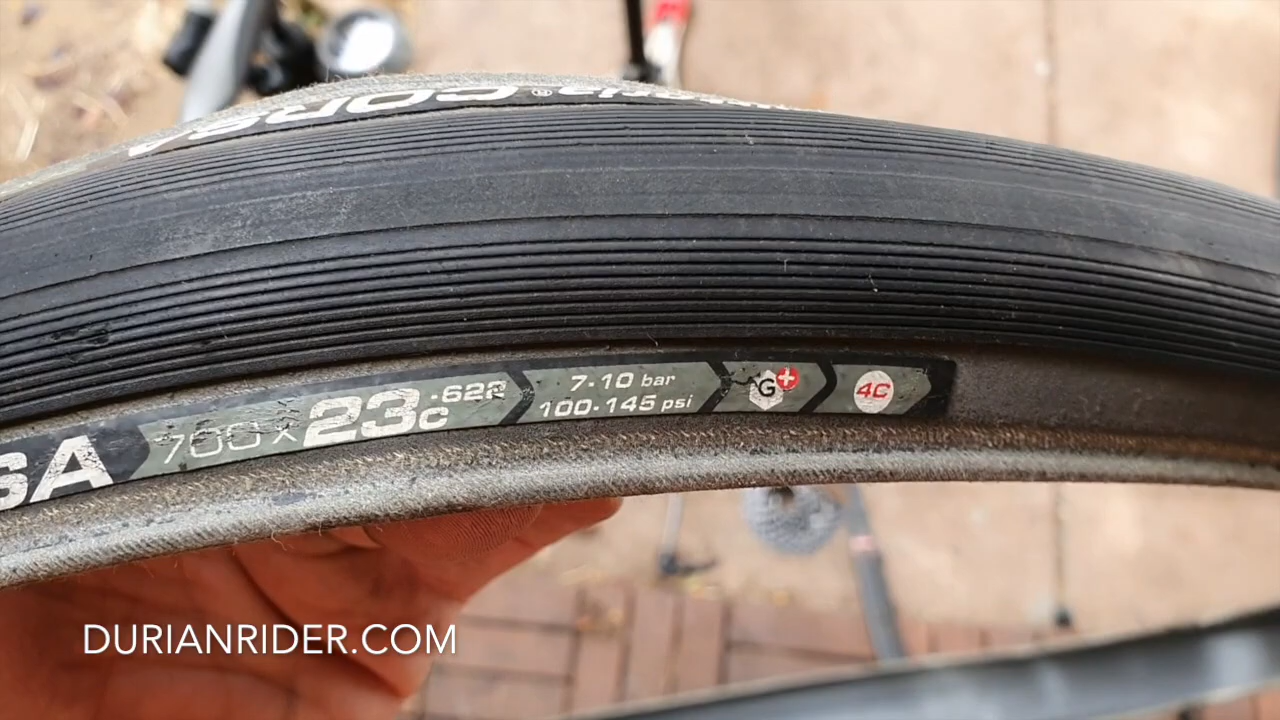 CORSA
SA
700x23c-622
7-10 bar
100-145 psi
G+
4C
DURIANRIDER.COM